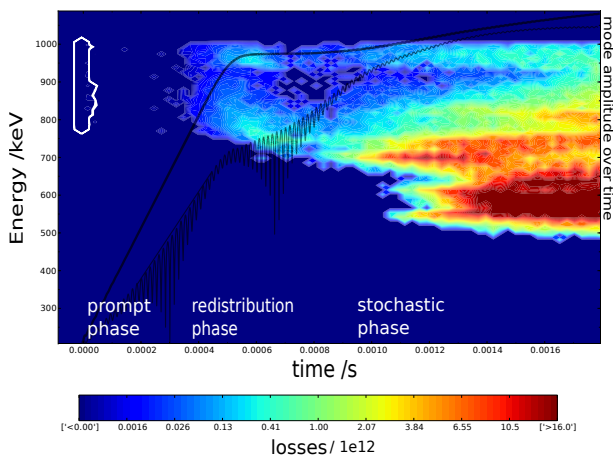 Energy /keV
1000
900
800
700
600
500
400
300
prompt phase
redistribution phase
stochastic phase
mode amplitude over time
0.0000 0.0002 0.0004 0.0006 0.0008 0.0010 0.0012 0.0014 0.0016
time /s
['<0.00'] 0.0016 0.026 0.13 0.41 1.00 2.07 3.84 6.55 10.5 ['>16.0']
losses / 1e12